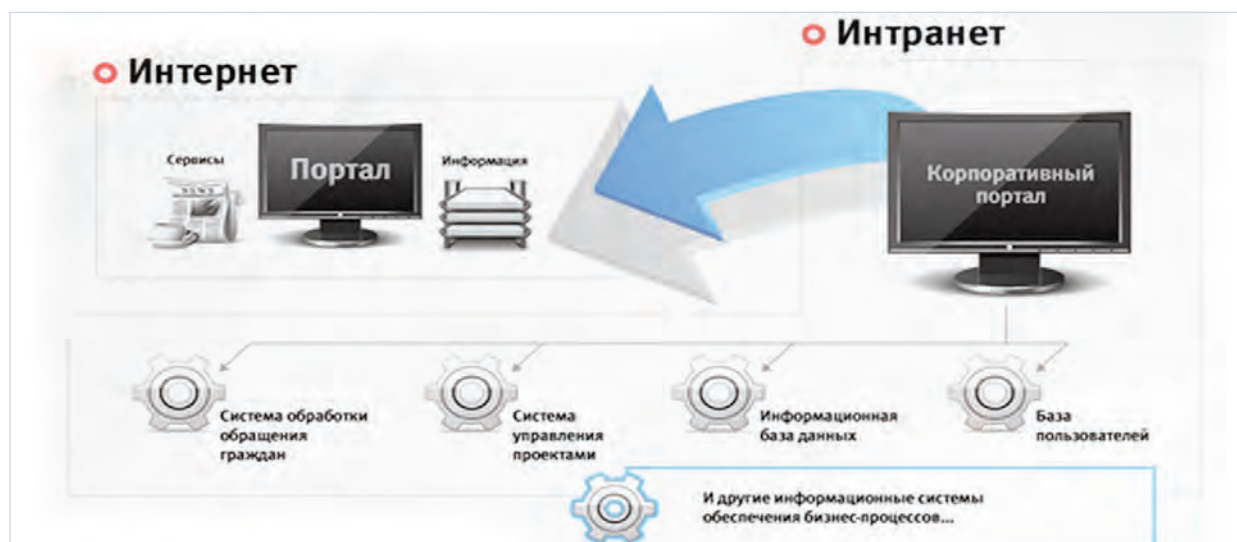 Интранет
Интернет
Сервисы
Портал
Информация
NEWS
Корпоративный
портал
Система обработки
обращения
граждан
Система
управления
проектами
Информационная
база данных
База
пользователей
И другие информационные системы
обеспечения бизнес-процессов...